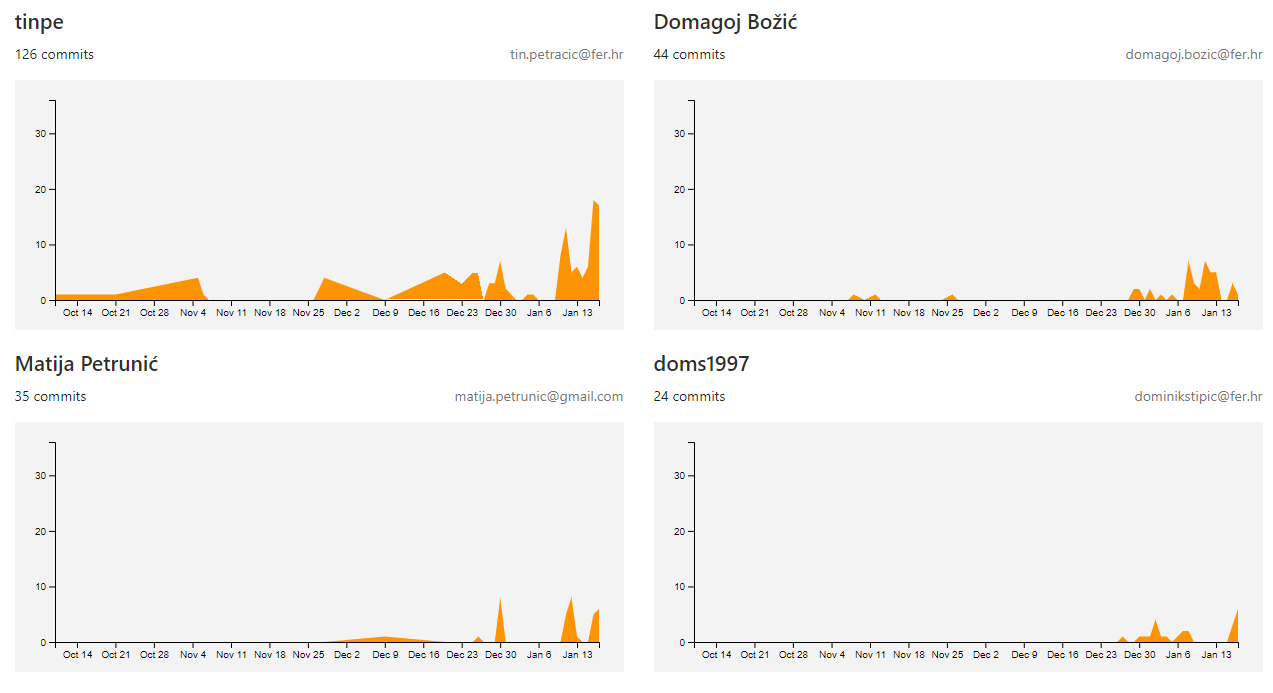 tinpe
126 commits tin.petracic@fer.hr
30
20
10
0
Oct 14 Oct 21 Oct 28 Nov 4 Nov 11 Nov 18 Nov 25 Dec 2 Dec 9 Dec 16 Dec 23 Dec 30 Jan 6 Jan 13
Domagoj Božić
44 commits domagoj.bozic@fer.hr
30
20
10
0
Oct 14 Oct 21 Oct 28 Nov 4 Nov 11 Nov 18 Nov 25 Dec 2 Dec 9 Dec 16 Dec 23 Dec 30 Jan 6 Jan 13
Matija Petrunić
35 commits matija.petrunic@gmail.com
30
20
10
0
Oct 14 Oct 21 Oct 28 Nov 4 Nov 11 Nov 18 Nov 25 Dec 2 Dec 9 Dec 16 Dec 23 Dec 30 Jan 6 Jan 13
doms1997
24 commits dominikstipic@fer.hr
30
20
10
0
Oct 14 Oct 21 Oct 28 Nov 4 Nov 11 Nov 18 Nov 25 Dec 2 Dec 9 Dec 16 Dec 23 Dec 30 Jan 6 Jan 13